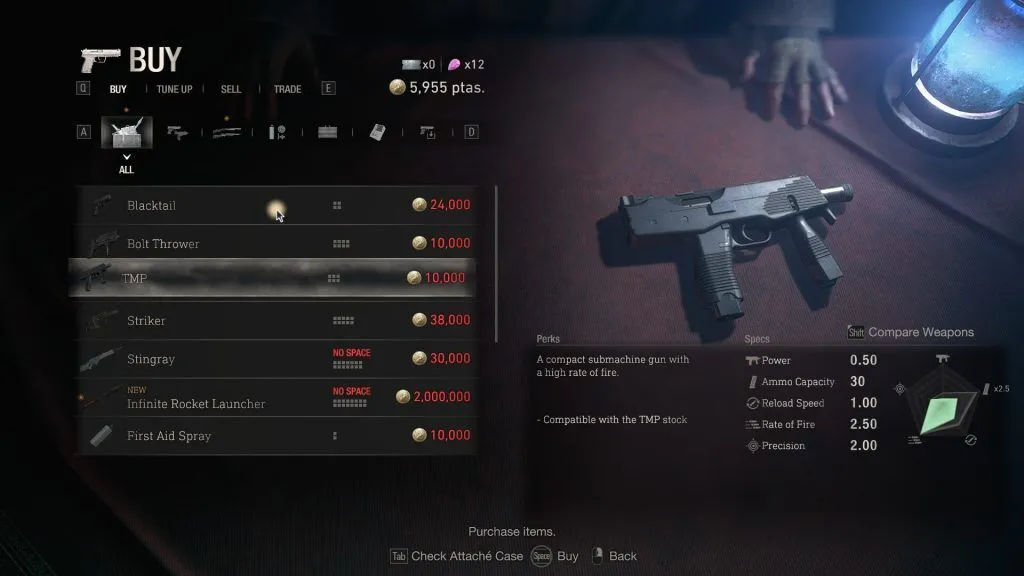 BUY
x0 x12
Q BUY TUNE UP SELL TRADE E
5,955 ptas.
A D
ALL
Blacktail 24,000
Bolt Thrower 10,000
TMP 10,000
Striker 38,000
Stingray NO SPACE 30,000
NEW
Infinite Rocket Launcher NO SPACE 2,000,000
First Aid Spray 10,000
Perks
A compact submachine gun with
a high rate of fire.
- Compatible with the TMP stock
Shift Compare Weapons
Specs
Power 0.50
Ammo Capacity 30
Reload Speed 1.00
Rate of Fire 2.50
Precision 2.00
x2.5
Purchase items.
Tab Check Attaché Case Space Buy Back